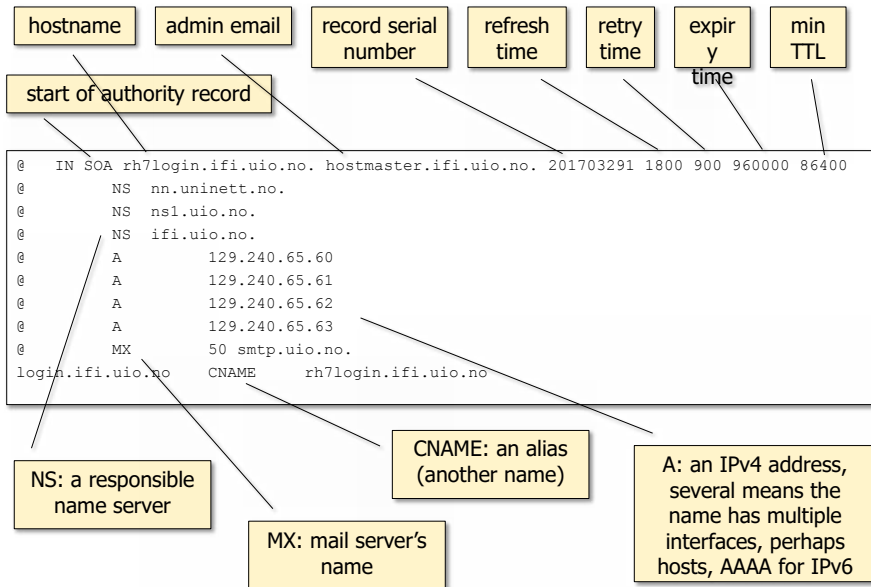 hostname
admin email
record serial
number
refresh
time
retry
time
expir
y
time
min
TTL
start of authority record
@ IN SOA rh7login.ifi.uio.no. hostmaster.ifi.uio.no. 201703291 1800 900 960000 86400
@ NS nn.uninett.no.
@ NS ns1.uio.no.
@ NS ifi.uio.no.
@ A 129.240.65.60
@ A 129.240.65.61
@ A 129.240.65.62
@ A 129.240.65.63
@ MX 50 smtp.uio.no.
login.ifi.uio.no CNAME rh7login.ifi.uio.no
NS: a responsible
name server
MX: mail server's
name
CNAME: an alias
(another name)
A: an IPv4 address,
several means the
name has multiple
interfaces, perhaps
hosts, AAAA for IPv6